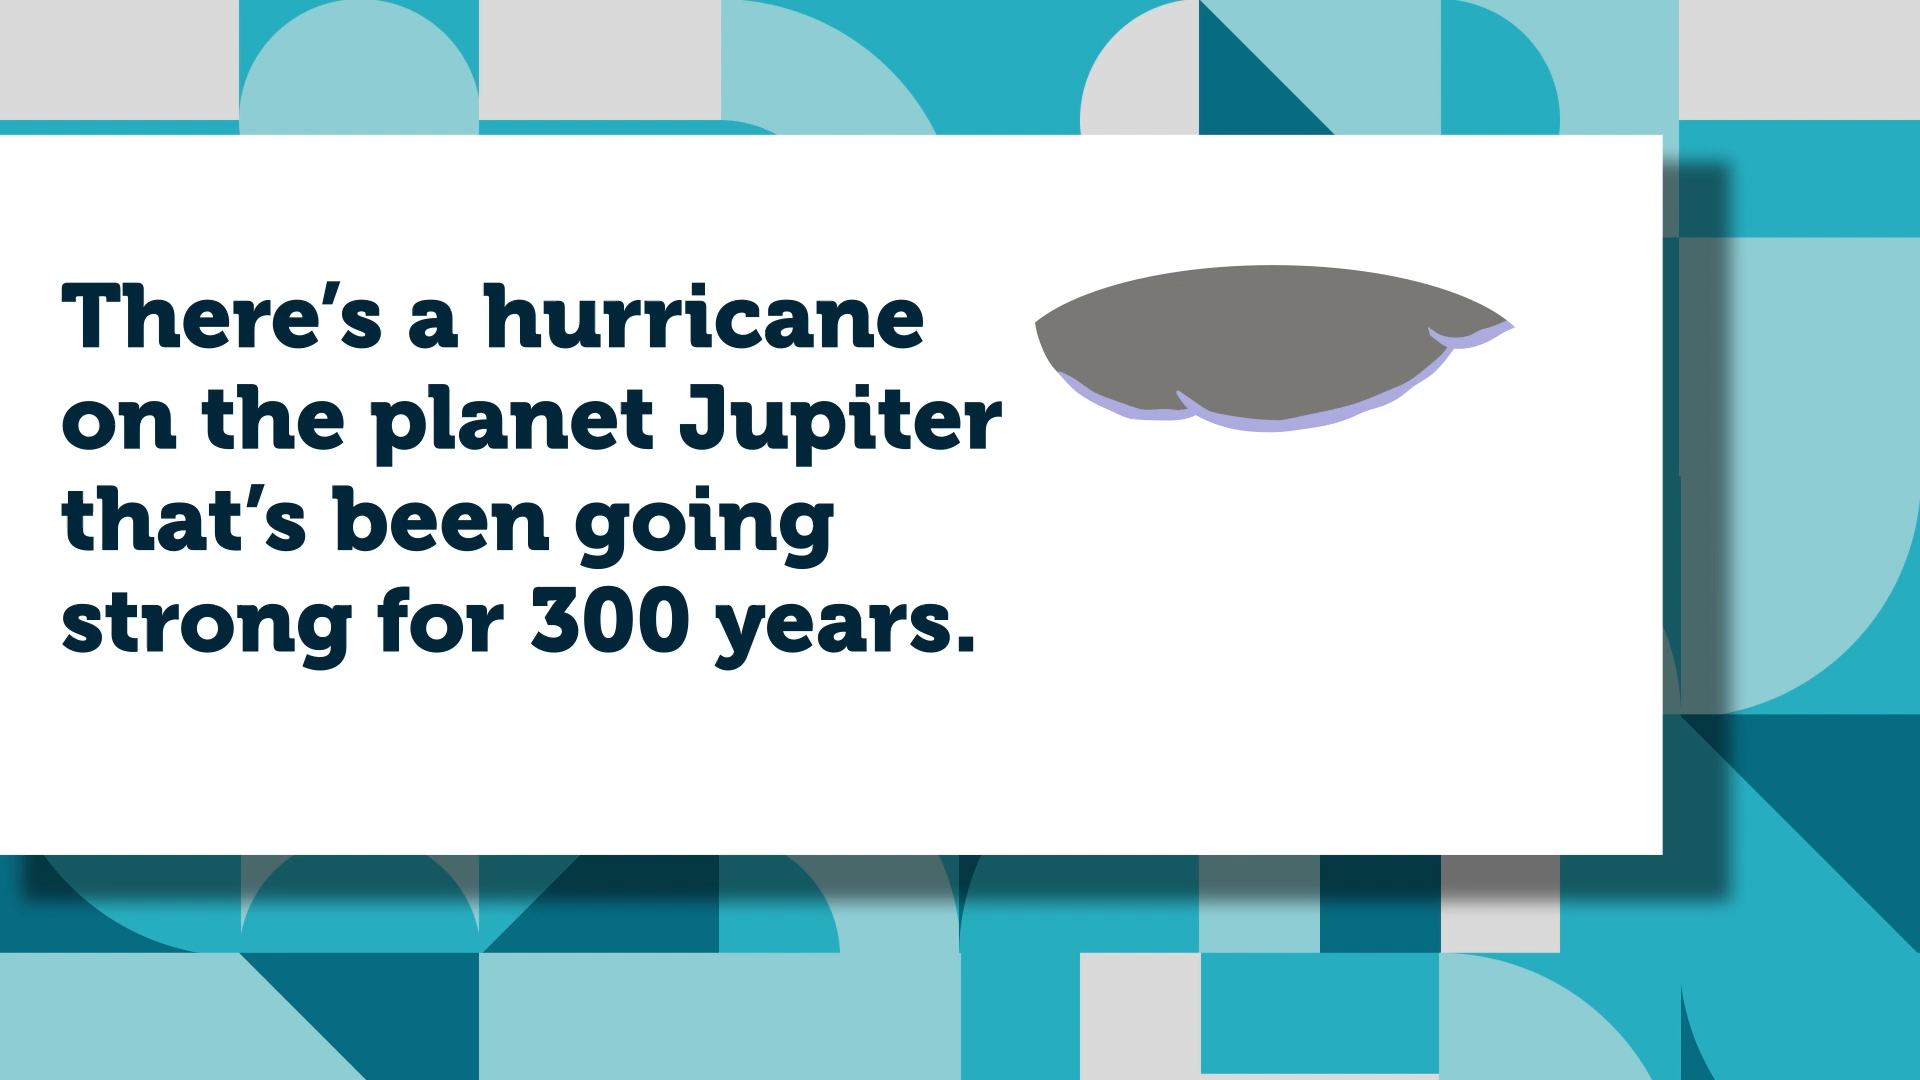 There’s a hurricane
on the planet Jupiter
that’s been going
strong for 300 years.